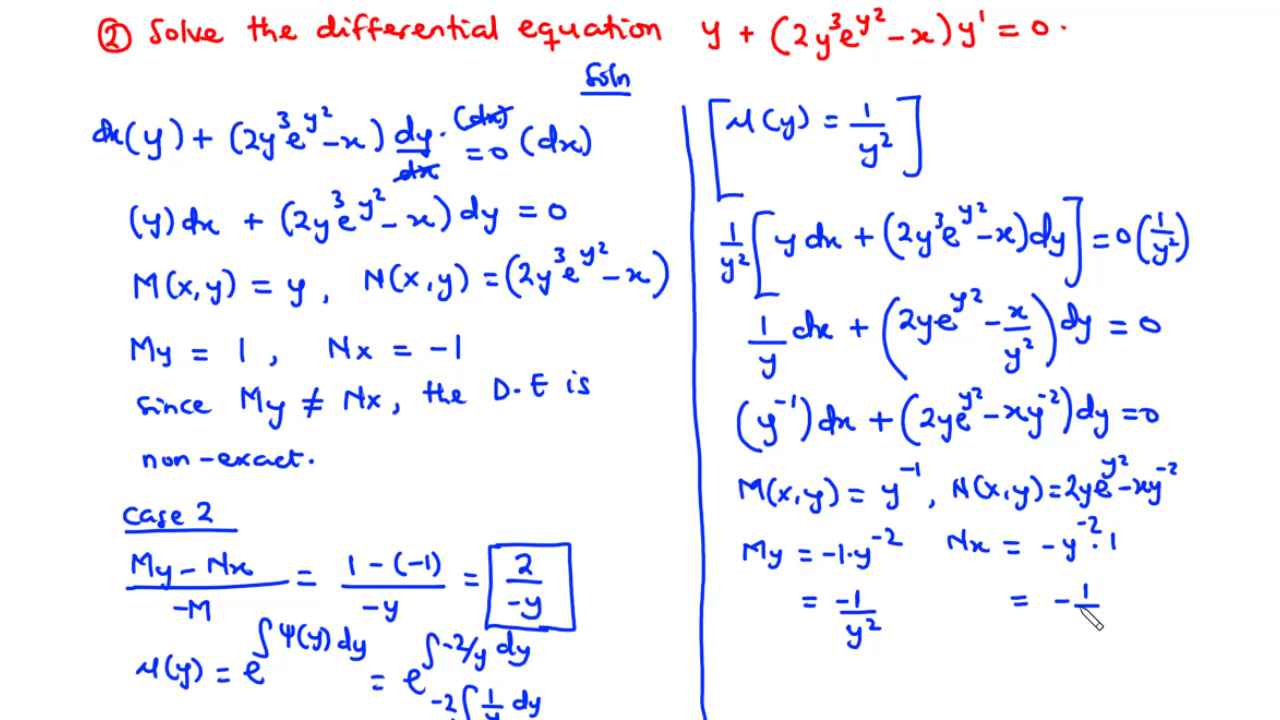 ② Solve the differential equation y + (2y³e^{y²} - x) y' = 0.
Soln
dx(y) + (2y³e^{y²} - x) dy/dx · (dx) = 0 (dx)
(y)dx + (2y³e^{y²} - x) dy = 0
M(x,y) = y, N(x,y) = (2y³e^{y²} - x)
My = 1, Nx = -1
since My ≠ Nx, the D.E is
non-exact.
Case 2
My - Nx / -M = 1 - (-1) / -y = 2 / -y
μ(y) = e^{∫ψ(y) dy} = e^{∫-2/y dy}
-2∫ 1/y dy
[μ(y) = 1/y²]
1/y² [y dx + (2y³e^{y²} - x)dy] = 0(1/y²)
1/y dx + (2ye^{y²} - x/y²) dy = 0
(y⁻¹) dx + (2ye^{y²} - xy⁻²) dy = 0
M(x,y) = y⁻¹, N(x,y) = 2ye^{y²} - xy⁻²
My = -1·y⁻² Nx = -y⁻²·1
= -1/y² = -1/